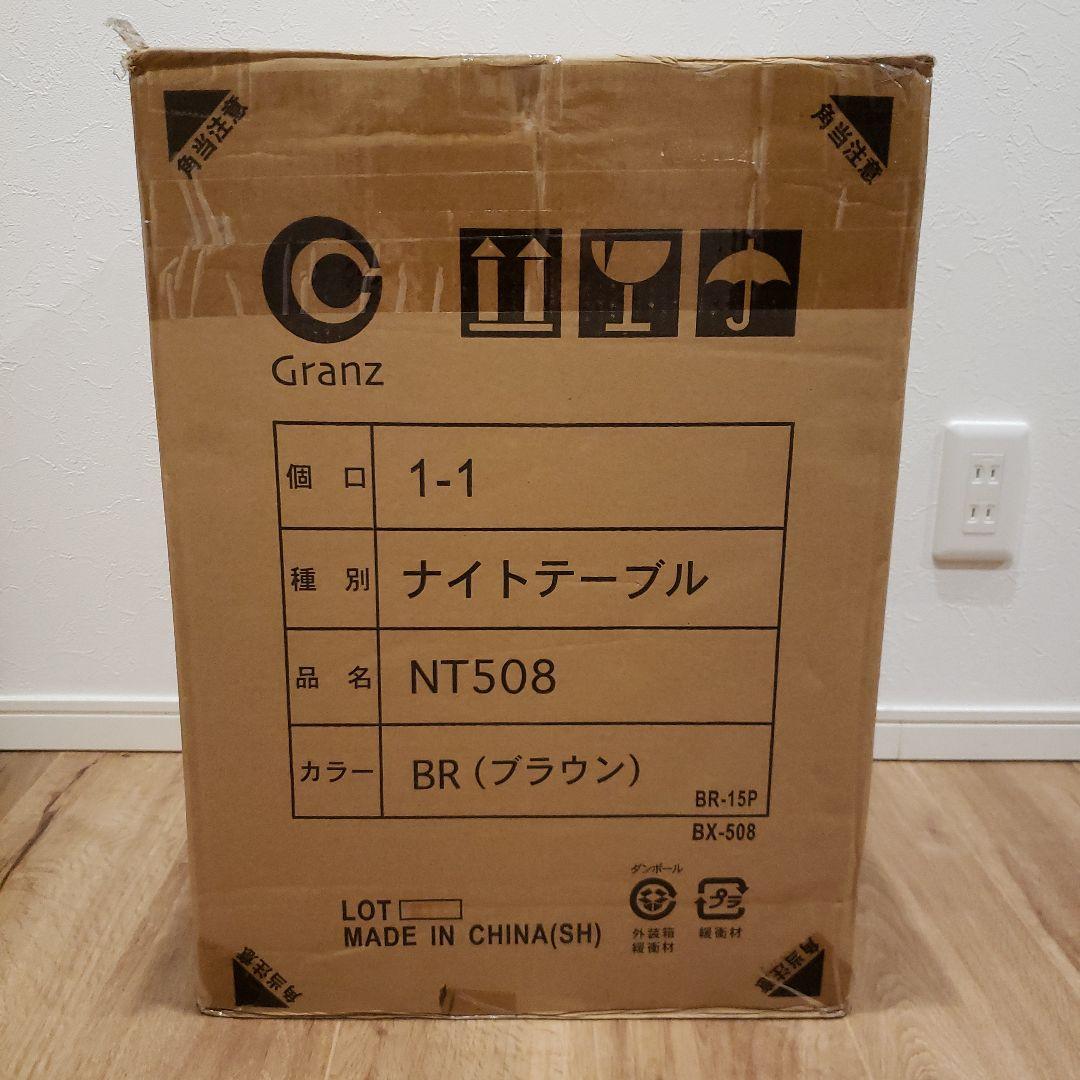 角当注意
角当注意
Granz
個口 1-1
種別 ナイトテーブル
品名 NT508
カラー BR(ブラウン)
BR-15P
BX-508
ダンボール
外装箱
緩衝材
プラ
緩衝材
LOT
MADE IN CHINA(SH)
角当注意
角当注意